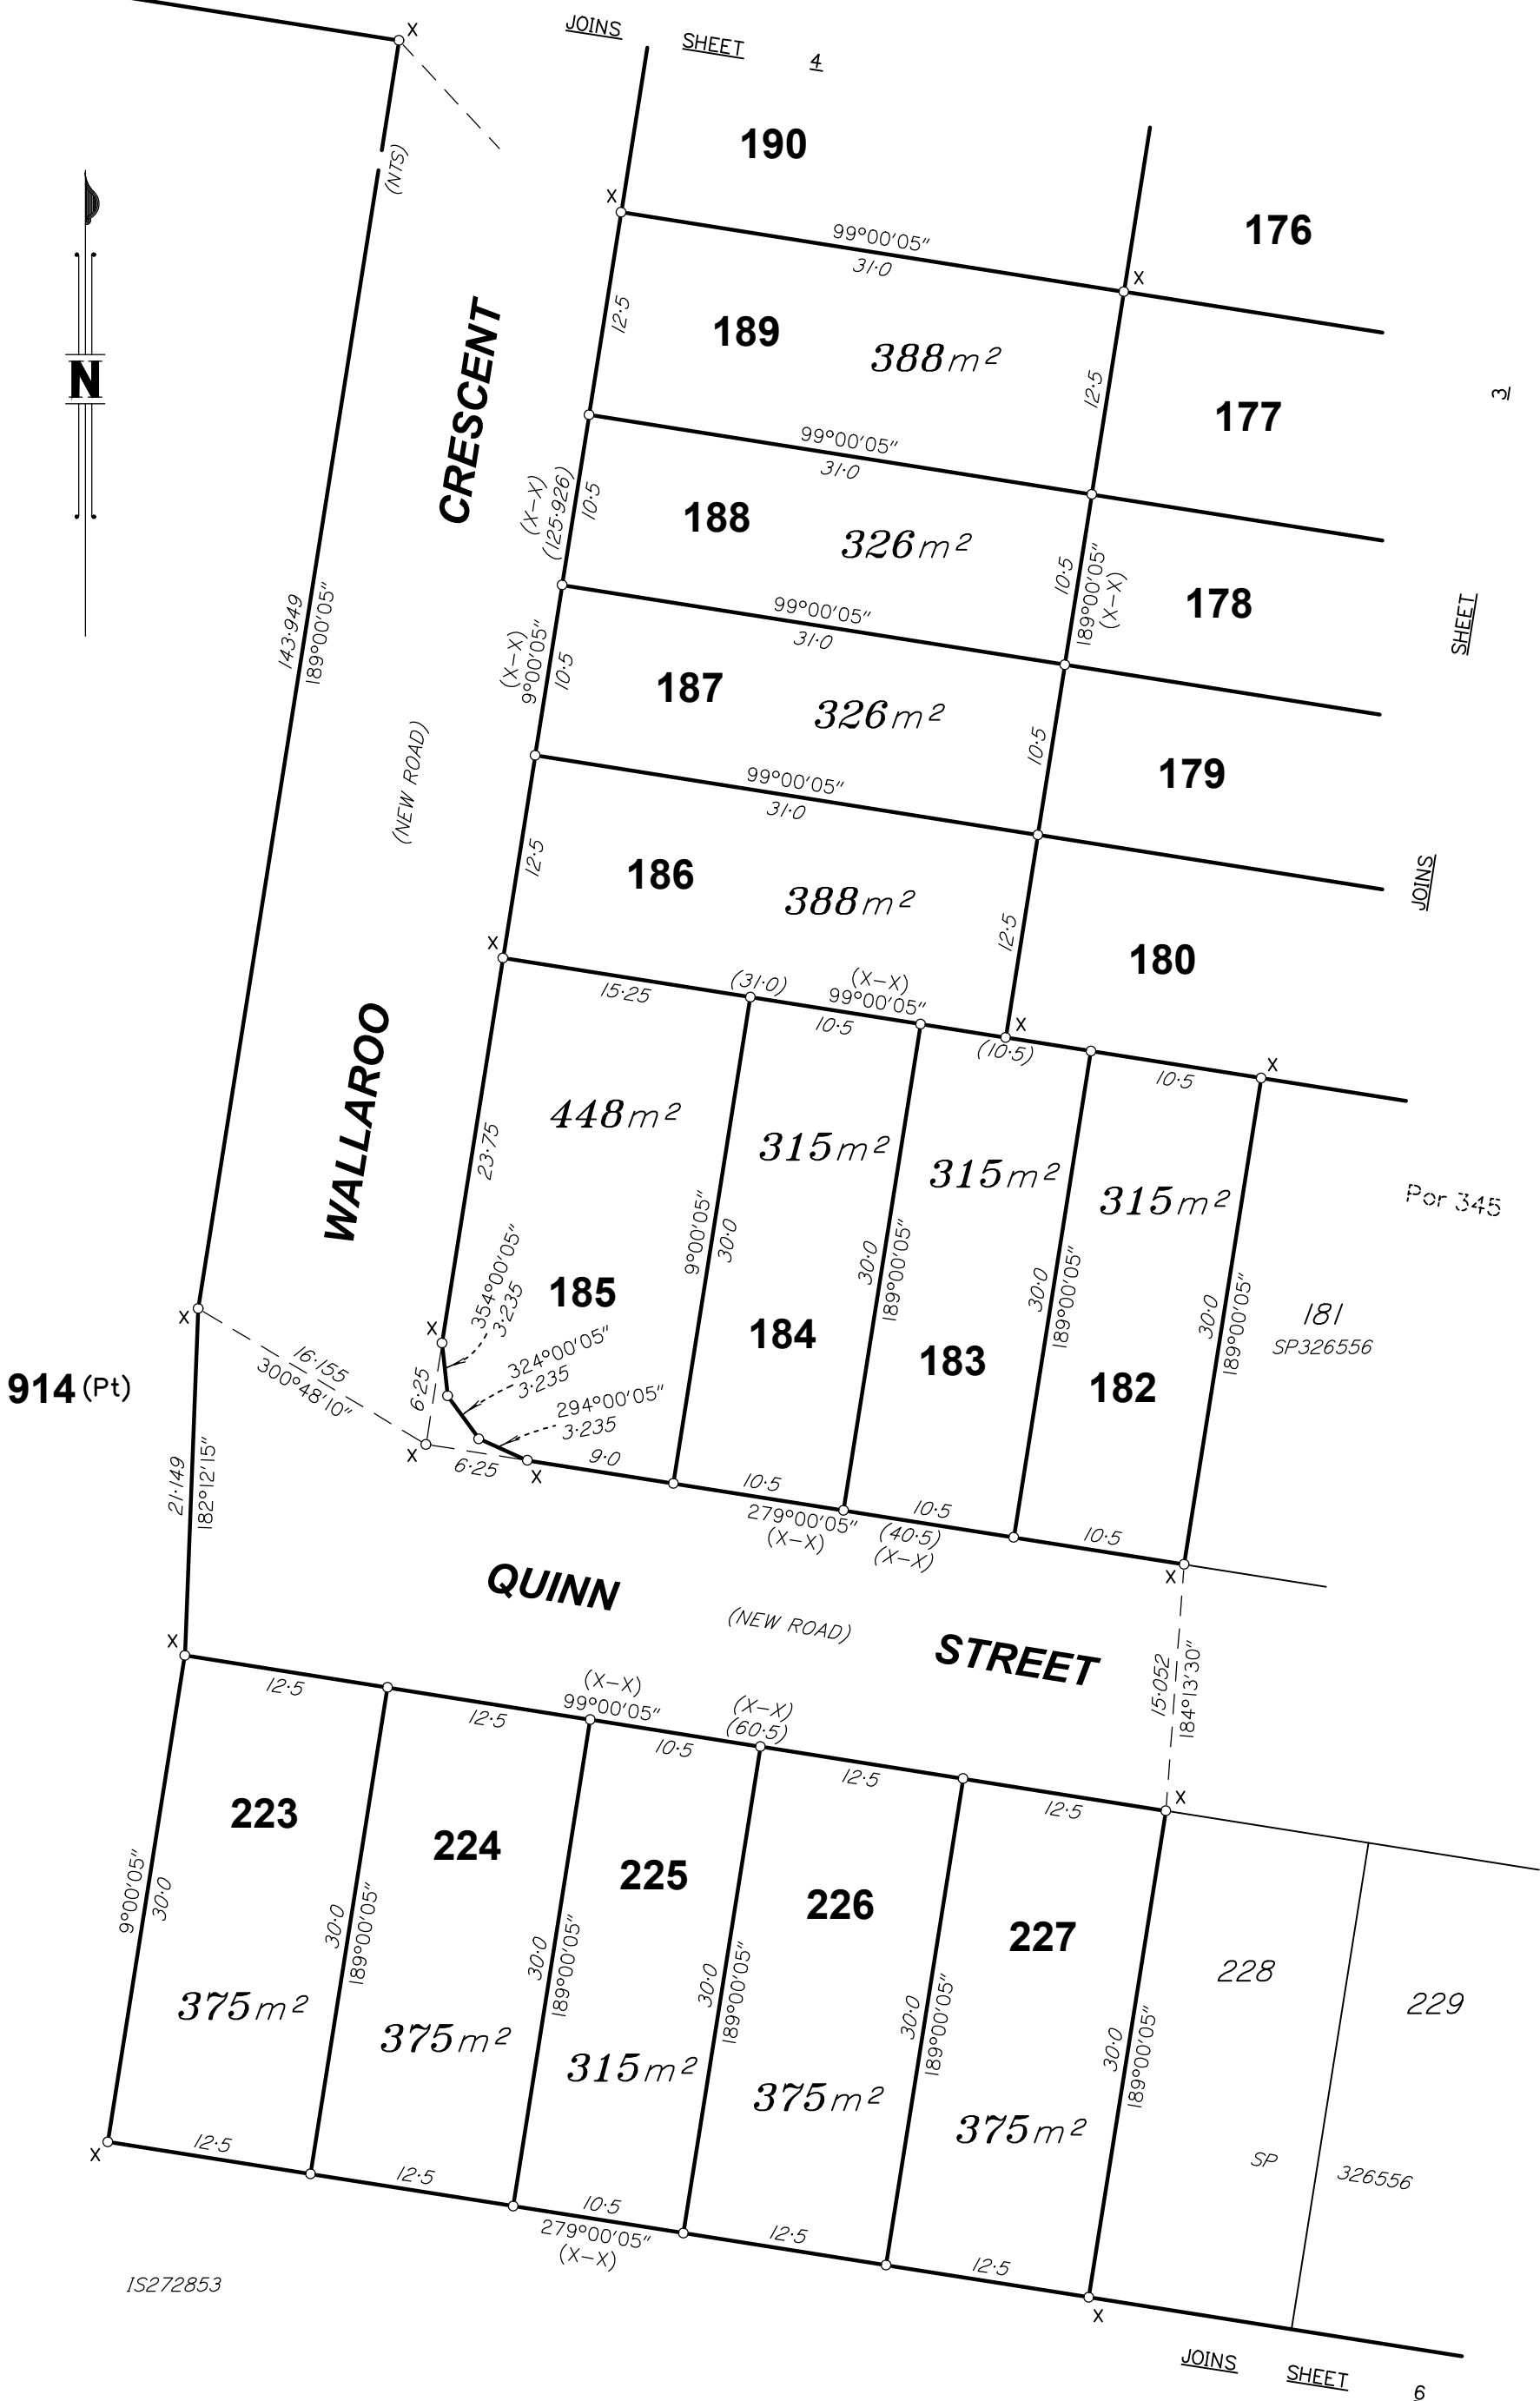 JOINS SHEET 4
X
(NTS)
190
176
X
99°00'05"
31·0
X
N
12·5
189
388m²
12·5
177
3
CRESCENT
99°00'05"
31·0
(X-X)
(125·926)
10·5
188
326m²
10·5
189°00'05"
(X-X)
178
SHEET
143·949
189°00'05"
99°00'05"
31·0
(X-X)
9°00'05"
10·5
187
326m²
10·5
179
(NEW ROAD)
99°00'05"
31·0
12·5
186
388m²
12·5
180
JOINS
X
15·25
(31·0)
(X-X)
99°00'05"
10·5
X
(10·5)
10·5
X
WALLAROO
23·75
448m²
315m²
315m²
315m²
Por 345
9°00'05"
30·0
30·0
189°00'05"
30·0
189°00'05"
30·0
189°00'05"
354°00'05"
3·235
185
184
183
182
181
SP326556
X
X
324°00'05"
3·235
294°00'05"
3·235
16·155
300°48'10"
6·25
914 (Pt)
X
6·25
X
9·0
10·5
279°00'05"
(X-X)
10·5
(40·5)
(X-X)
10·5
X
21·149
182°12'15"
QUINN
(NEW ROAD)
STREET
15·052
184°13'30"
X
12·5
12·5
(X-X)
99°00'05"
10·5
(X-X)
(60·5)
12·5
12·5
X
223
224
225
226
227
228
229
9°00'05"
30·0
30·0
189°00'05"
30·0
189°00'05"
30·0
189°00'05"
30·0
189°00'05"
30·0
189°00'05"
375m²
375m²
315m²
375m²
375m²
SP 326556
X
12·5
12·5
10·5
279°00'05"
(X-X)
12·5
12·5
X
IS272853
JOINS SHEET 6